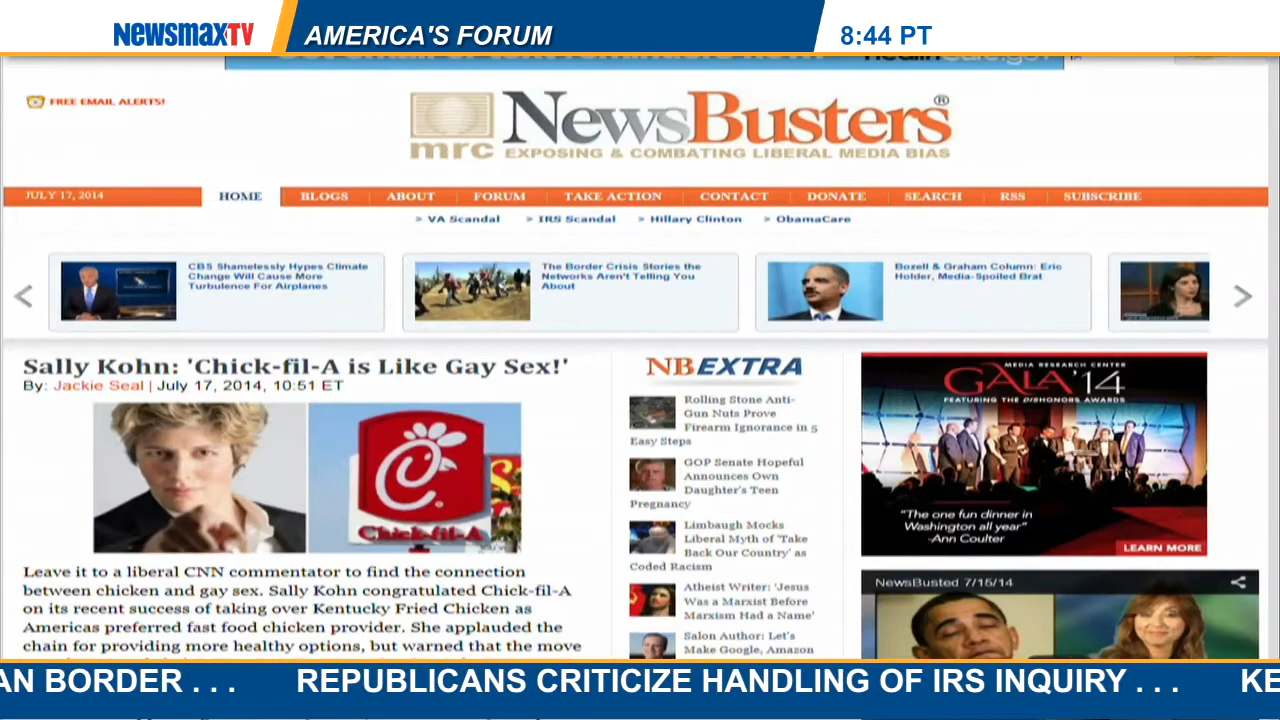 NewsmaxTV
AMERICA'S FORUM
8:44 PT
FREE EMAIL ALERTS!
NewsBusters®
mrc EXPOSING & COMBATING LIBERAL MEDIA BIAS
JULY 17, 2014
HOME
BLOGS
ABOUT
FORUM
TAKE ACTION
CONTACT
DONATE
SEARCH
RSS
SUBSCRIBE
> VA Scandal
> IRS Scandal
> Hillary Clinton
> ObamaCare
CBS Shamelessly Hypes Climate
Change Will Cause More
Turbulence For Airplanes
The Border Crisis Stories the
Networks Aren't Telling You
About
Bozell & Graham Column: Eric
Holder, Media-Spoiled Brat
Sally Kohn: 'Chick-fil-A is Like Gay Sex!'
By: Jackie Seal | July 17, 2014, 10:51 ET
Chick-fil-A
Leave it to a liberal CNN commentator to find the connection
between chicken and gay sex. Sally Kohn congratulated Chick-fil-A
on its recent success of taking over Kentucky Fried Chicken as
Americas preferred fast food chicken provider. She applauded the
chain for providing more healthy options, but warned that the move
NBEXTRA
Rolling Stone Anti-
Gun Nuts Prove
Firearm Ignorance in 5
Easy Steps
GOP Senate Hopeful
Announces Own
Daughter's Teen
Pregnancy
Limbaugh Mocks
Liberal Myth of 'Take
Back Our Country' as
Coded Racism
Atheist Writer: 'Jesus
Was a Marxist Before
Marxism Had a Name'
Salon Author: Let's
Make Google, Amazon
MEDIA RESEARCH CENTER
GALA '14
FEATURING THE DISHONORS AWARDS
"The one fun dinner in
Washington all year"
-Ann Coulter
LEARN MORE
NewsBusted 7/15/14
AN BORDER . . .
REPUBLICANS CRITICIZE HANDLING OF IRS INQUIRY . . .
KE